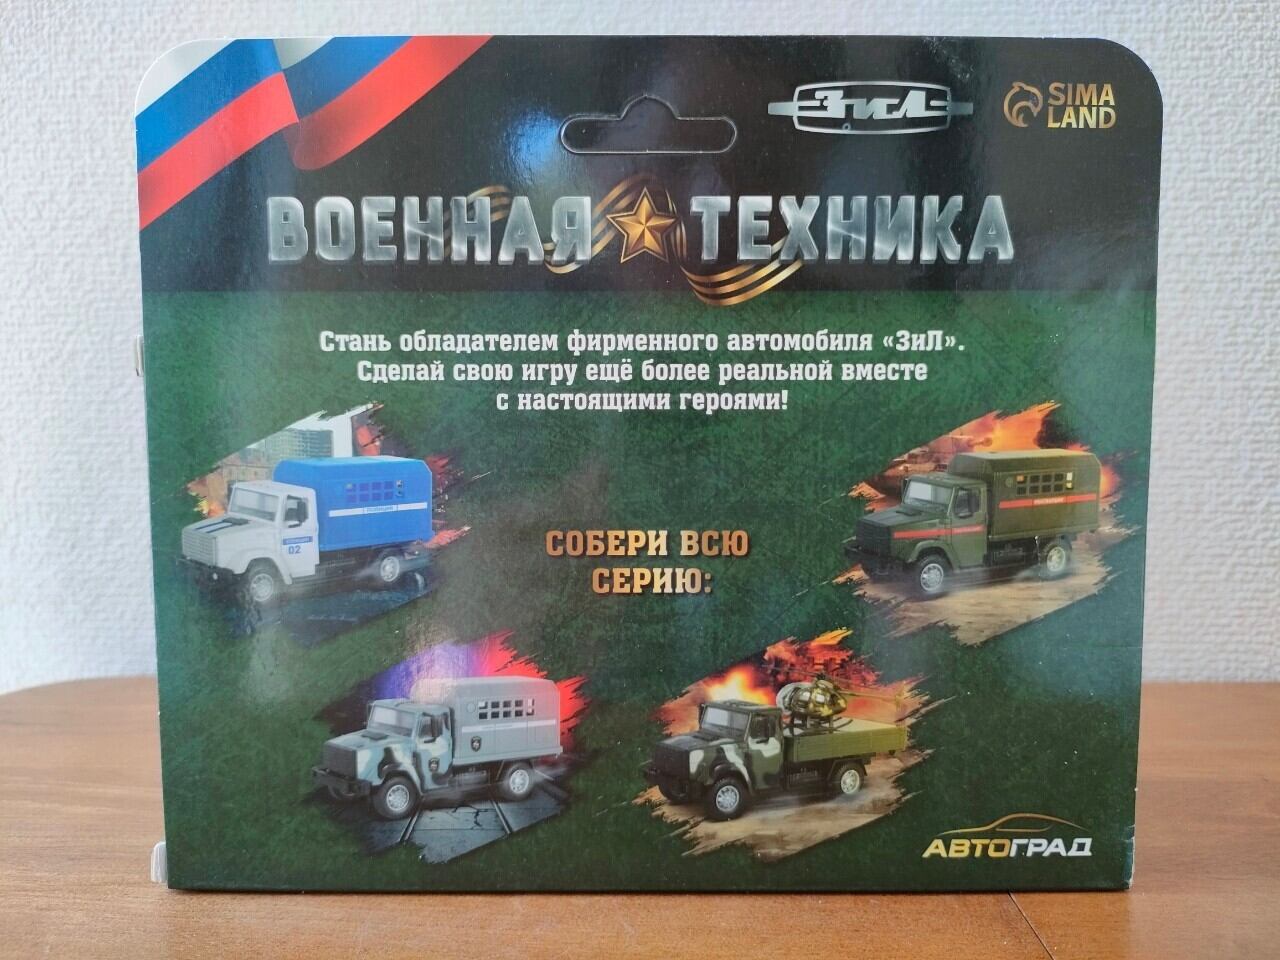 ЗиЛ
SIMA
LAND
ВОЕННАЯ ТЕХНИКА
Стань обладателем фирменного автомобиля «ЗиЛ».
Сделай свою игру ещё более реальной вместе
с настоящими героями!
СОБЕРИ ВСЮ
СЕРИЮ:
ПОЛИЦИЯ
02
АВТОГРАД